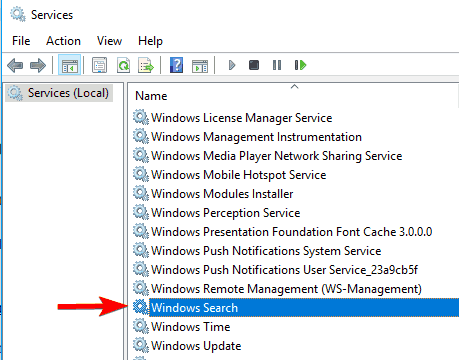 Services
File Action View Help
Services (Local)
Name
Windows License Manager Service
Windows Management Instrumentation
Windows Media Player Network Sharing Service
Windows Mobile Hotspot Service
Windows Modules Installer
Windows Perception Service
Windows Presentation Foundation Font Cache 3.0.0.0
Windows Push Notifications System Service
Windows Push Notifications User Service_23a9cb5f
Windows Remote Management (WS-Management)
Windows Search
Windows Time
Windows Update